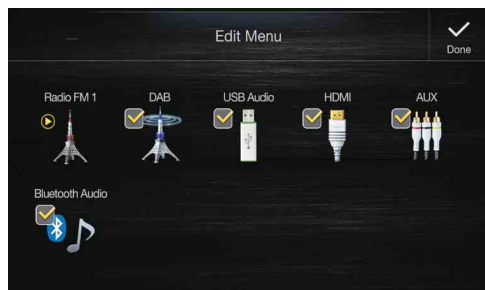 Edit Menu
Done
Radio FM 1
DAB
USB Audio
HDMI
AUX
Bluetooth Audio